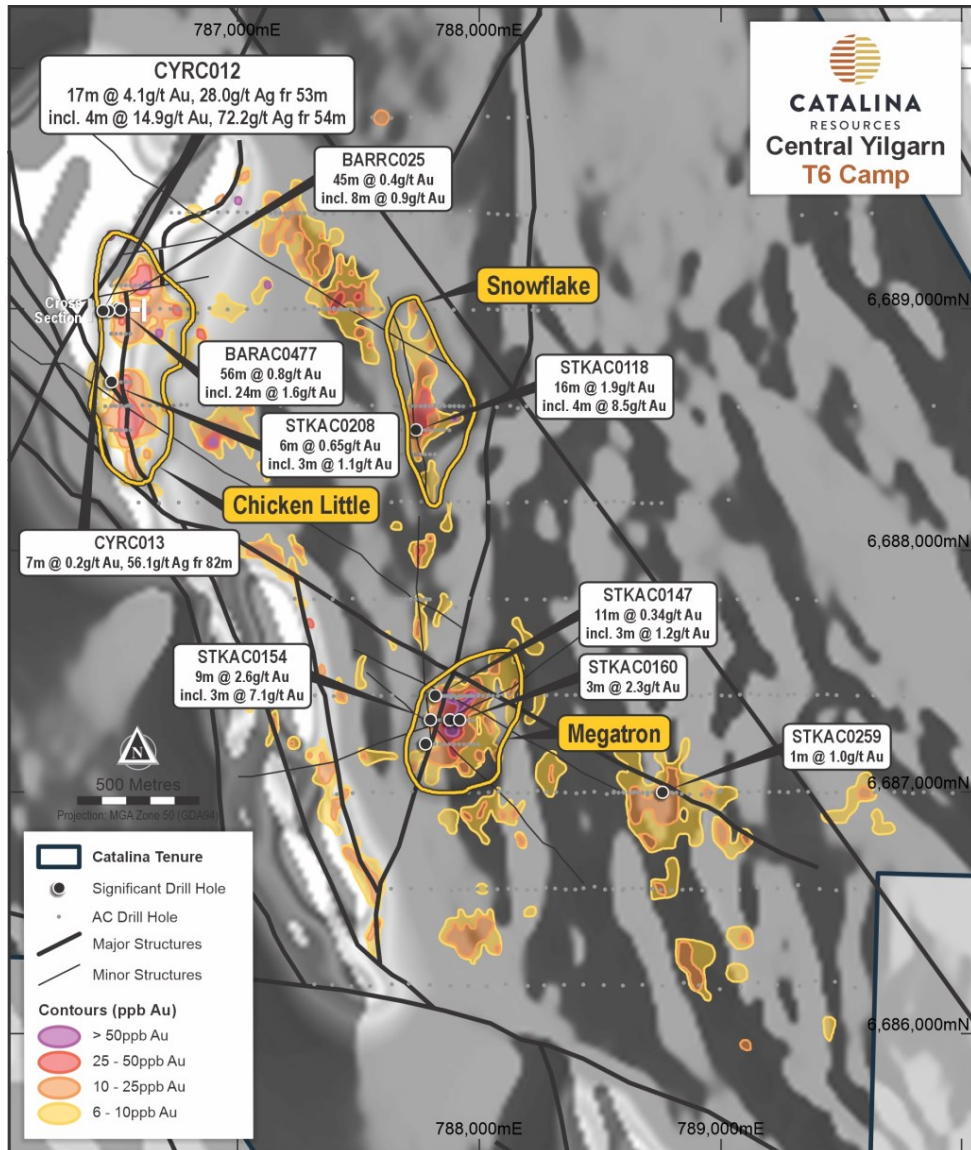 787,000mE
788,000mE
CATALINA
RESOURCES
Central Yilgarn
T6 Camp
CYRC012
17m @ 4.1g/t Au, 28.0g/t Ag fr 53m
incl. 4m @ 14.9g/t Au, 72.2g/t Ag fr 54m
BARRC025
45m @ 0.4g/t Au
incl. 8m @ 0.9g/t Au
Snowflake
6,689,000mN
Cross
Section
BARAC0477
56m @ 0.8g/t Au
incl. 24m @ 1.6g/t Au
STKAC0118
16m @ 1.9g/t Au
incl. 4m @ 8.5g/t Au
STKAC0208
6m @ 0.65g/t Au
incl. 3m @ 1.1g/t Au
Chicken Little
CYRC013
7m @ 0.2g/t Au, 56.1g/t Ag fr 82m
6,688,000mN
STKAC0147
11m @ 0.34g/t Au
incl. 3m @ 1.2g/t Au
STKAC0154
9m @ 2.6g/t Au
incl. 3m @ 7.1g/t Au
STKAC0160
3m @ 2.3g/t Au
Megatron
STKAC0259
1m @ 1.0g/t Au
N
500 Metres
Projection: MGA Zone 50 (GDA94)
6,687,000mN
Catalina Tenure
Significant Drill Hole
AC Drill Hole
Major Structures
Minor Structures
Contours (ppb Au)
> 50ppb Au
25 - 50ppb Au
10 - 25ppb Au
6 - 10ppb Au
6,686,000mN
788,000mE
789,000mE